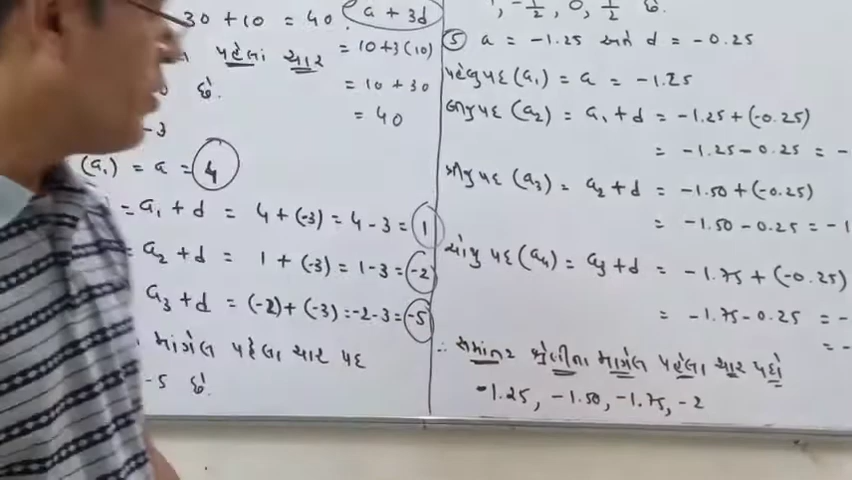 30 + 10 = 40
a + 3d
પહેલાં ચાર
= 10 + 3(10)
છે.
= 10 + 30
= 40
-3
(a₁) = a = 4
= a₁ + d = 4 + (-3) = 4 - 3 = 1
a₂ + d = 1 + (-3) = 1 - 3 = -2
a₃ + d = (-2) + (-3) = -2 - 3 = -5
માંગેલ પહેલા ચાર પદ
-5 છે.
, -1/2, 0, 1/2 છે.
⑤ a = -1.25 અને d = -0.25
પહેલુ પદ (a₁) = a = -1.25
બીજુ પદ (a₂) = a₁ + d = -1.25 + (-0.25)
= -1.25 - 0.25 = -
ત્રીજુ પદ (a₃) = a₂ + d = -1.50 + (-0.25)
= -1.50 - 0.25 = -1
ચોથુ પદ (a₄) = a₃ + d = -1.75 + (-0.25)
= -1.75 - 0.25 = -
= -
∴ સમાંતર શ્રેણીના માંગેલ પહેલા ચાર પદો
-1.25, -1.50, -1.75, -2